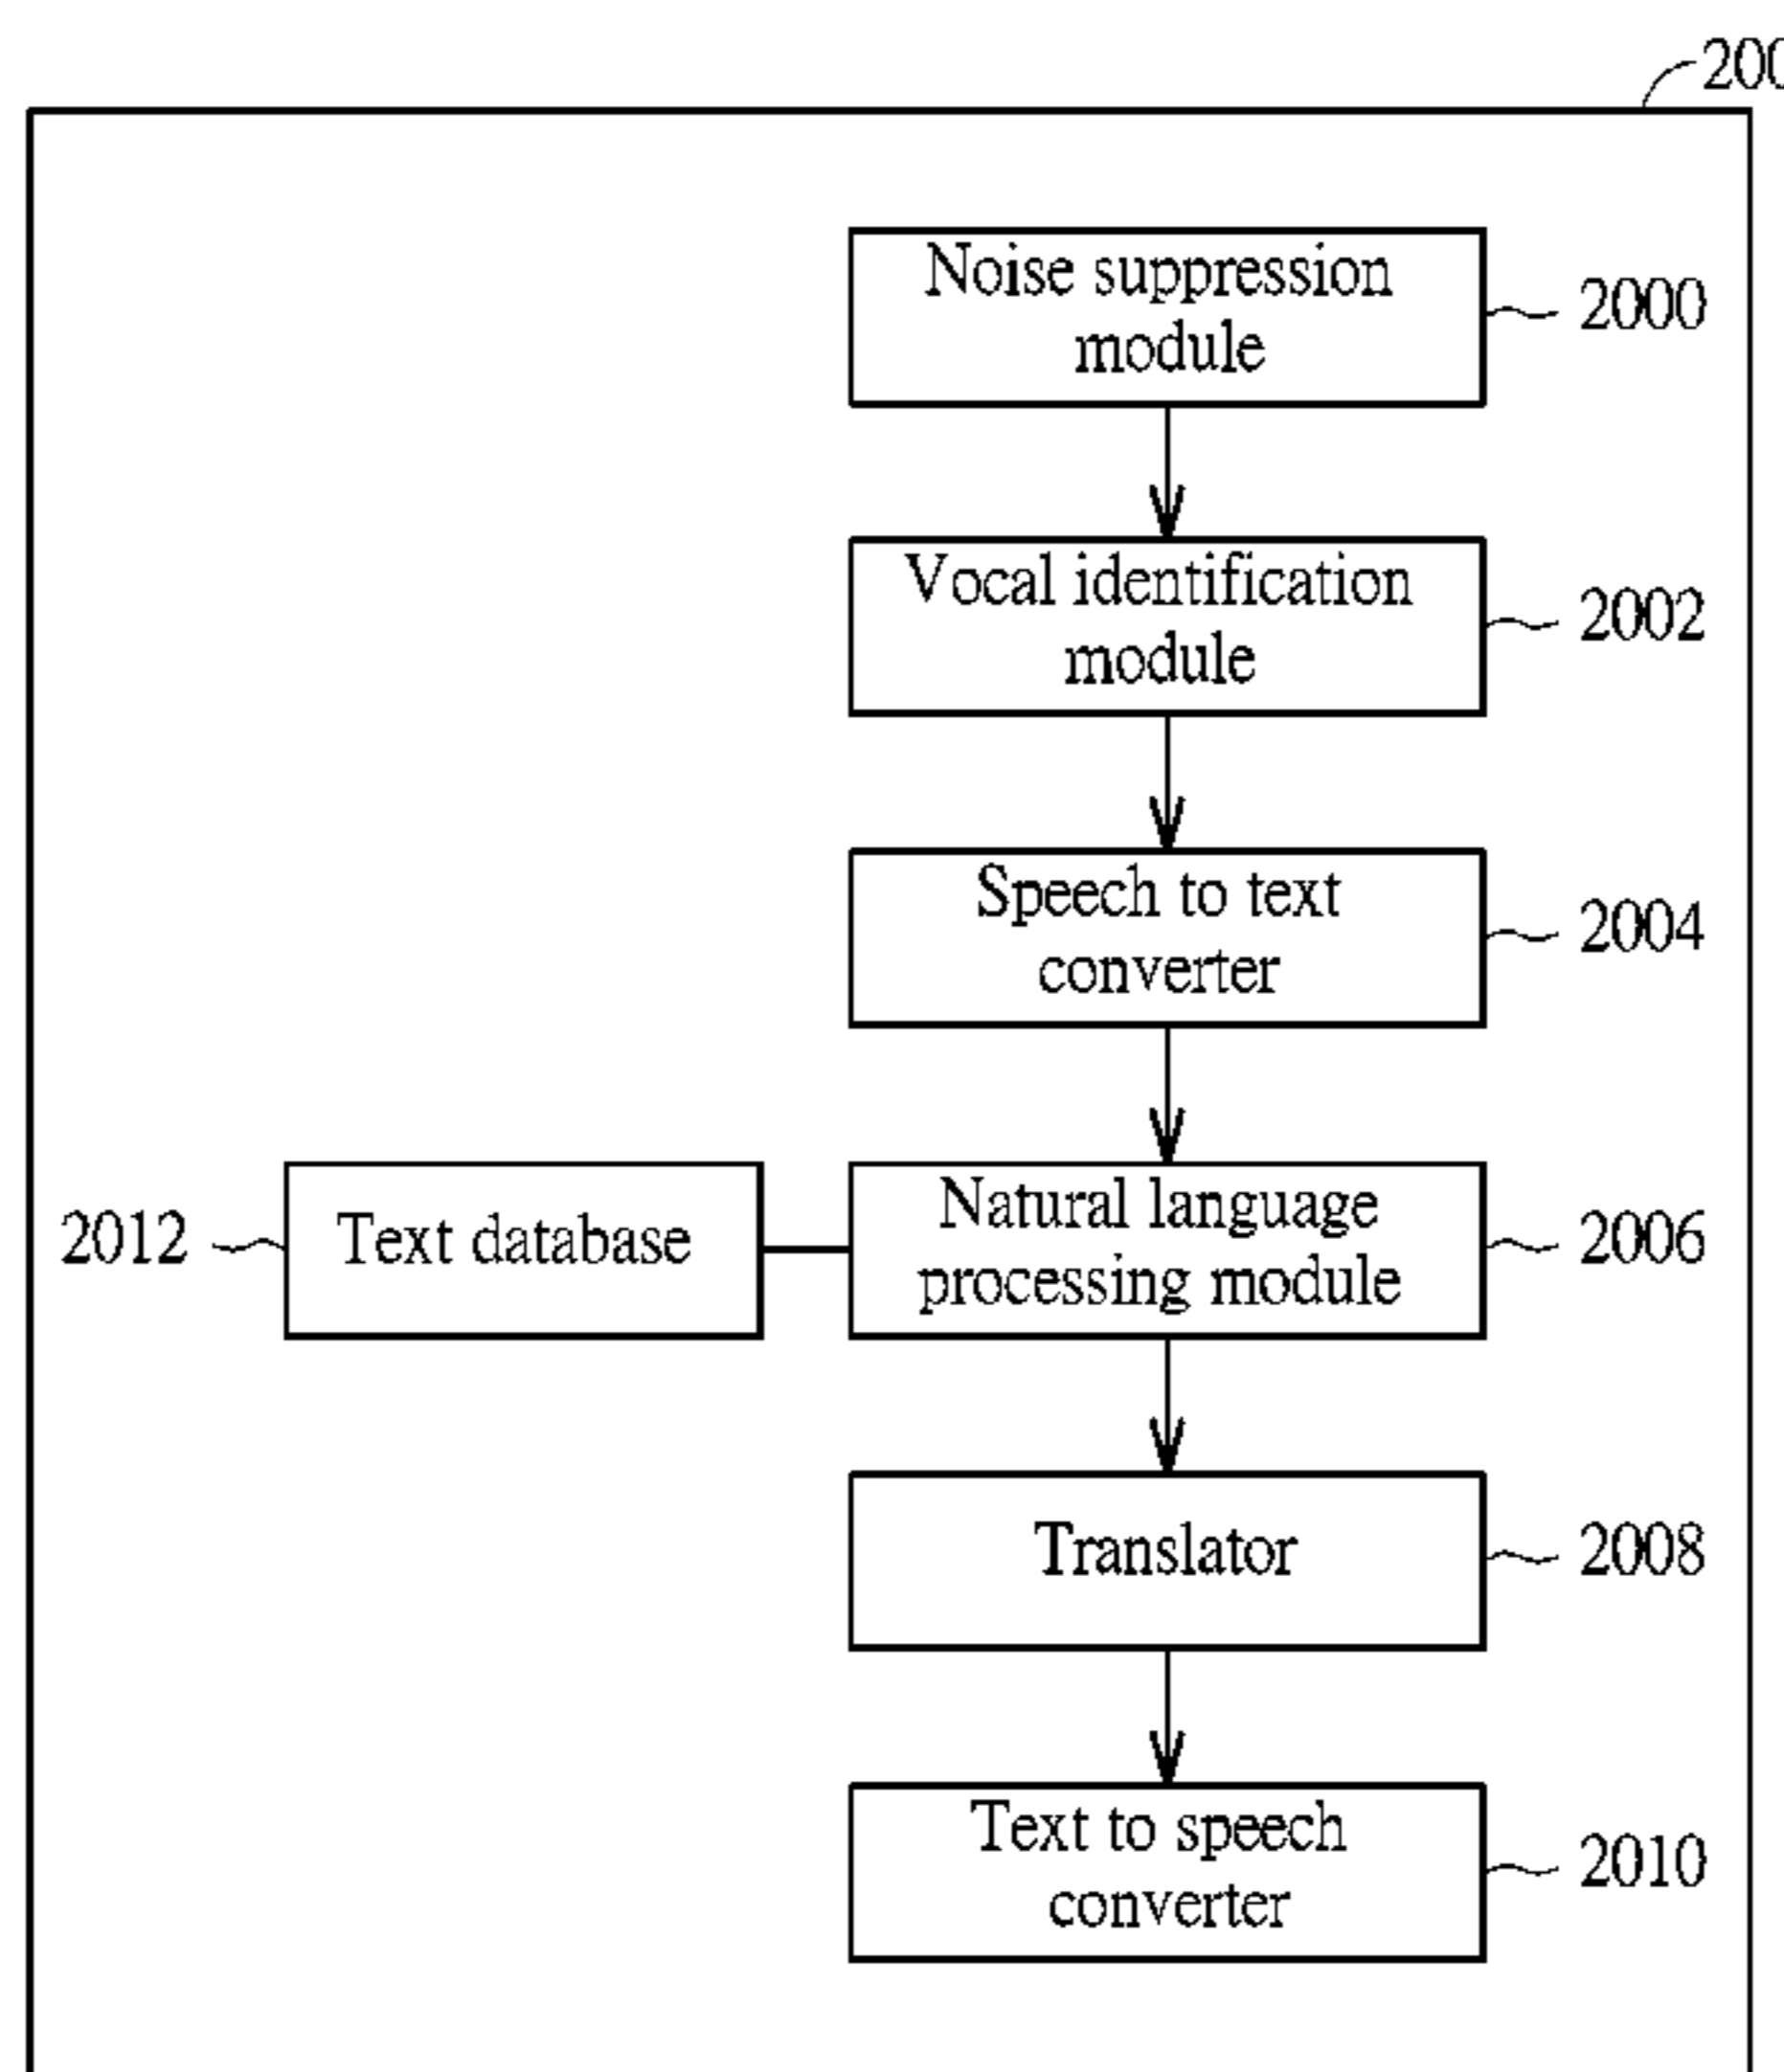 200
Noise suppression
module
2000
Vocal identification
module
2002
Speech to text
converter
2004
2012
Text database
Natural language
processing module
2006
Translator
2008
Text to speech
converter
2010